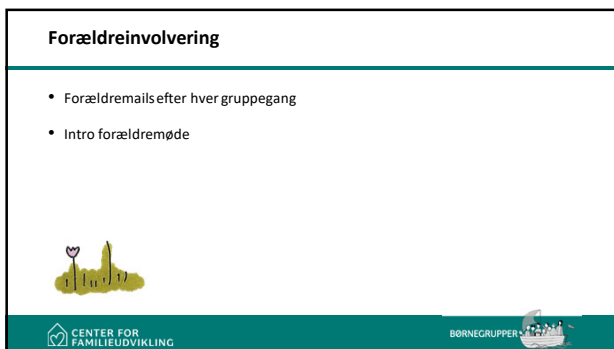 Forældreinvolvering
• Forældremails efter hver gruppegang
• Intro forældremøde
CENTER FOR
FAMILIEUDVIKLING
BØRNEGRUPPER